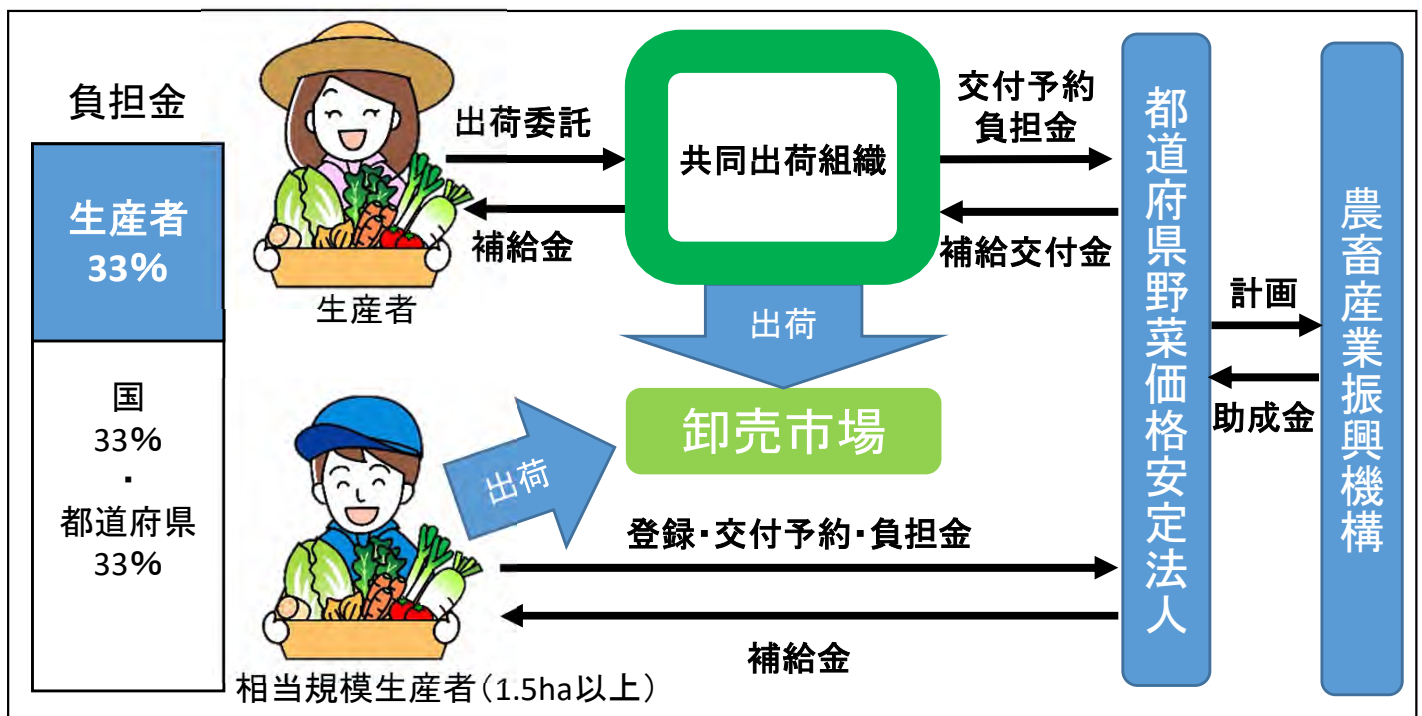 負担金
生産者
33%
国
33%
・
都道府県
33%
出荷委託
補給金
生産者
共同出荷組織
交付予約
負担金
補給交付金
出荷
卸売市場
出荷
登録・交付予約・負担金
補給金
相当規模生産者（1.5ha以上）
都道府県野菜価格安定法人
計画
助成金
農畜産業振興機構